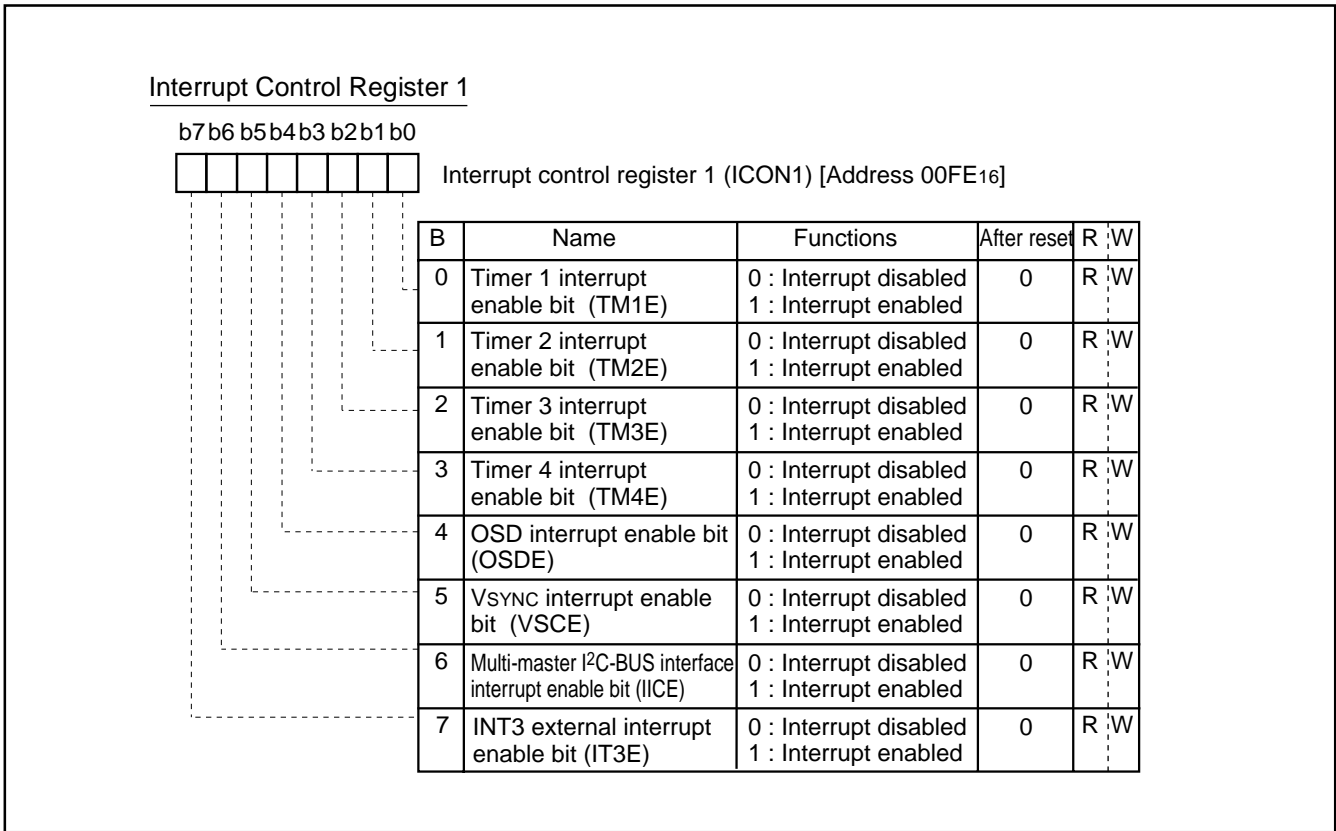 Interrupt Control Register 1
b7 b6 b5 b4 b3 b2 b1 b0
Interrupt control register 1 (ICON1) [Address 00FE16]
B Name Functions After reset R W
0 Timer 1 interrupt enable bit (TM1E) 0 : Interrupt disabled 1 : Interrupt enabled 0 R W
1 Timer 2 interrupt enable bit (TM2E) 0 : Interrupt disabled 1 : Interrupt enabled 0 R W
2 Timer 3 interrupt enable bit (TM3E) 0 : Interrupt disabled 1 : Interrupt enabled 0 R W
3 Timer 4 interrupt enable bit (TM4E) 0 : Interrupt disabled 1 : Interrupt enabled 0 R W
4 OSD interrupt enable bit (OSDE) 0 : Interrupt disabled 1 : Interrupt enabled 0 R W
5 VSYNC interrupt enable bit (VSCE) 0 : Interrupt disabled 1 : Interrupt enabled 0 R W
6 Multi-master I2C-BUS interface interrupt enable bit (IICE) 0 : Interrupt disabled 1 : Interrupt enabled 0 R W
7 INT3 external interrupt enable bit (IT3E) 0 : Interrupt disabled 1 : Interrupt enabled 0 R W